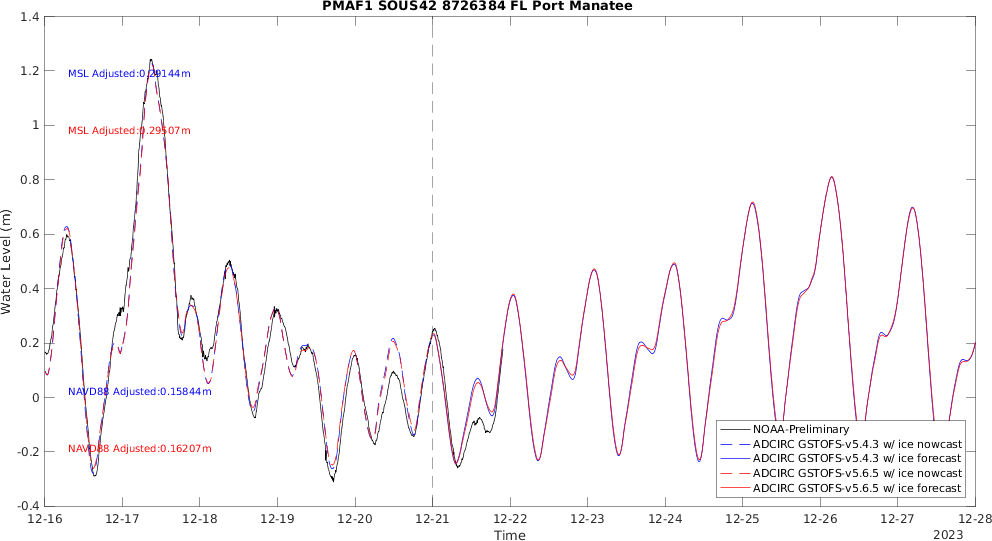 PMAF1 SOUS42 8726384 FL Port Manatee
1.4
1.2
1
0.8
0.6
0.4
0.2
0
-0.2
-0.4
Water Level (m)
MSL Adjusted:0.29144m
MSL Adjusted:0.29507m
NAVD88 Adjusted:0.15844m
NAVD88 Adjusted:0.16207m
NOAA-Preliminary
ADCIRC GSTOFS-v5.4.3 w/ ice nowcast
ADCIRC GSTOFS-v5.4.3 w/ ice forecast
ADCIRC GSTOFS-v5.6.5 w/ ice nowcast
ADCIRC GSTOFS-v5.6.5 w/ ice forecast
12-16 12-17 12-18 12-19 12-20 12-21 12-22 12-23 12-24 12-25 12-26 12-27 12-28
Time
2023